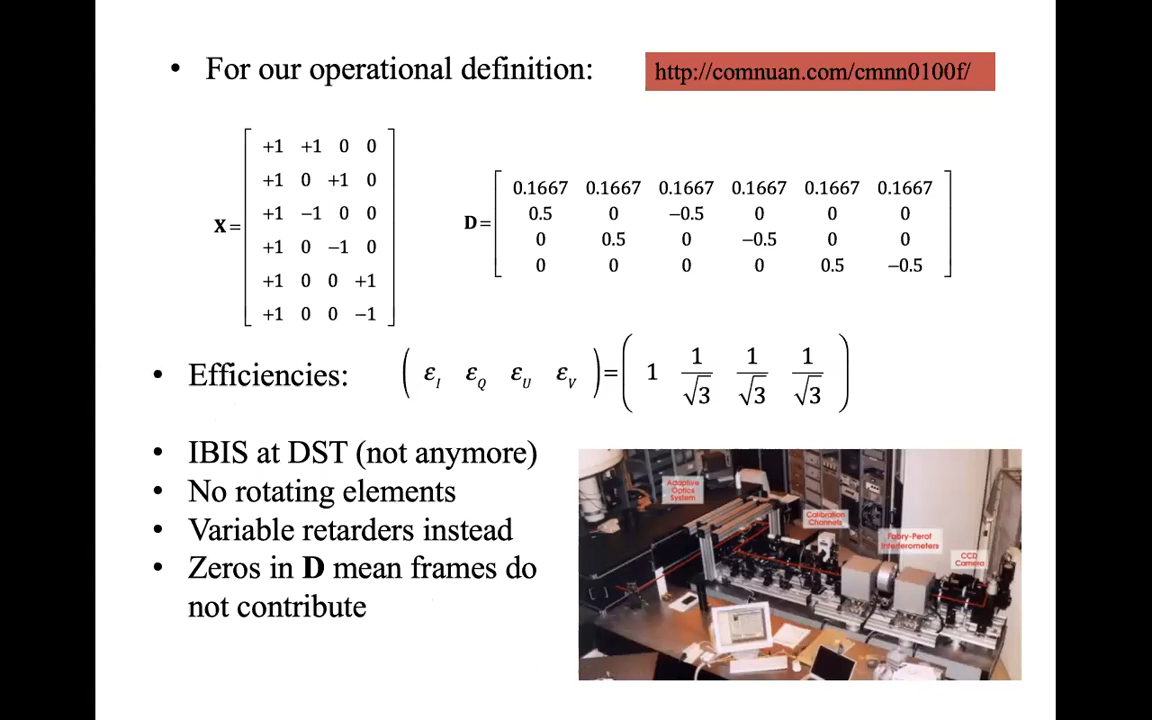 • For our operational definition:
http://comnuan.com/cmnn0100f/
X = [ +1 +1 0 0
+1 0 +1 0
+1 −1 0 0
+1 0 −1 0
+1 0 0 +1
+1 0 0 −1 ]
D = [ 0.1667 0.1667 0.1667 0.1667 0.1667 0.1667
0.5 0 −0.5 0 0 0
0 0.5 0 −0.5 0 0
0 0 0 0 0.5 −0.5 ]
• Efficiencies: ( ε_I ε_Q ε_U ε_V ) = ( 1 1/√3 1/√3 1/√3 )
• IBIS at DST (not anymore)
• No rotating elements
• Variable retarders instead
• Zeros in D mean frames do
not contribute
Adaptive
Optics
System
Calibration
Channels
Fabry-Perot
Interferometers
CCD
Camera